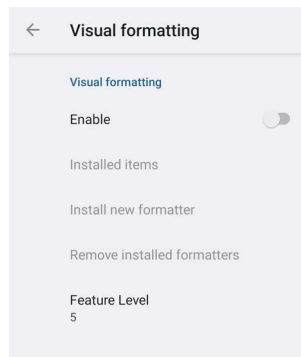 Visual formatting
Visual formatting
Enable
Installed items
Install new formatter
Remove installed formatters
Feature Level
5